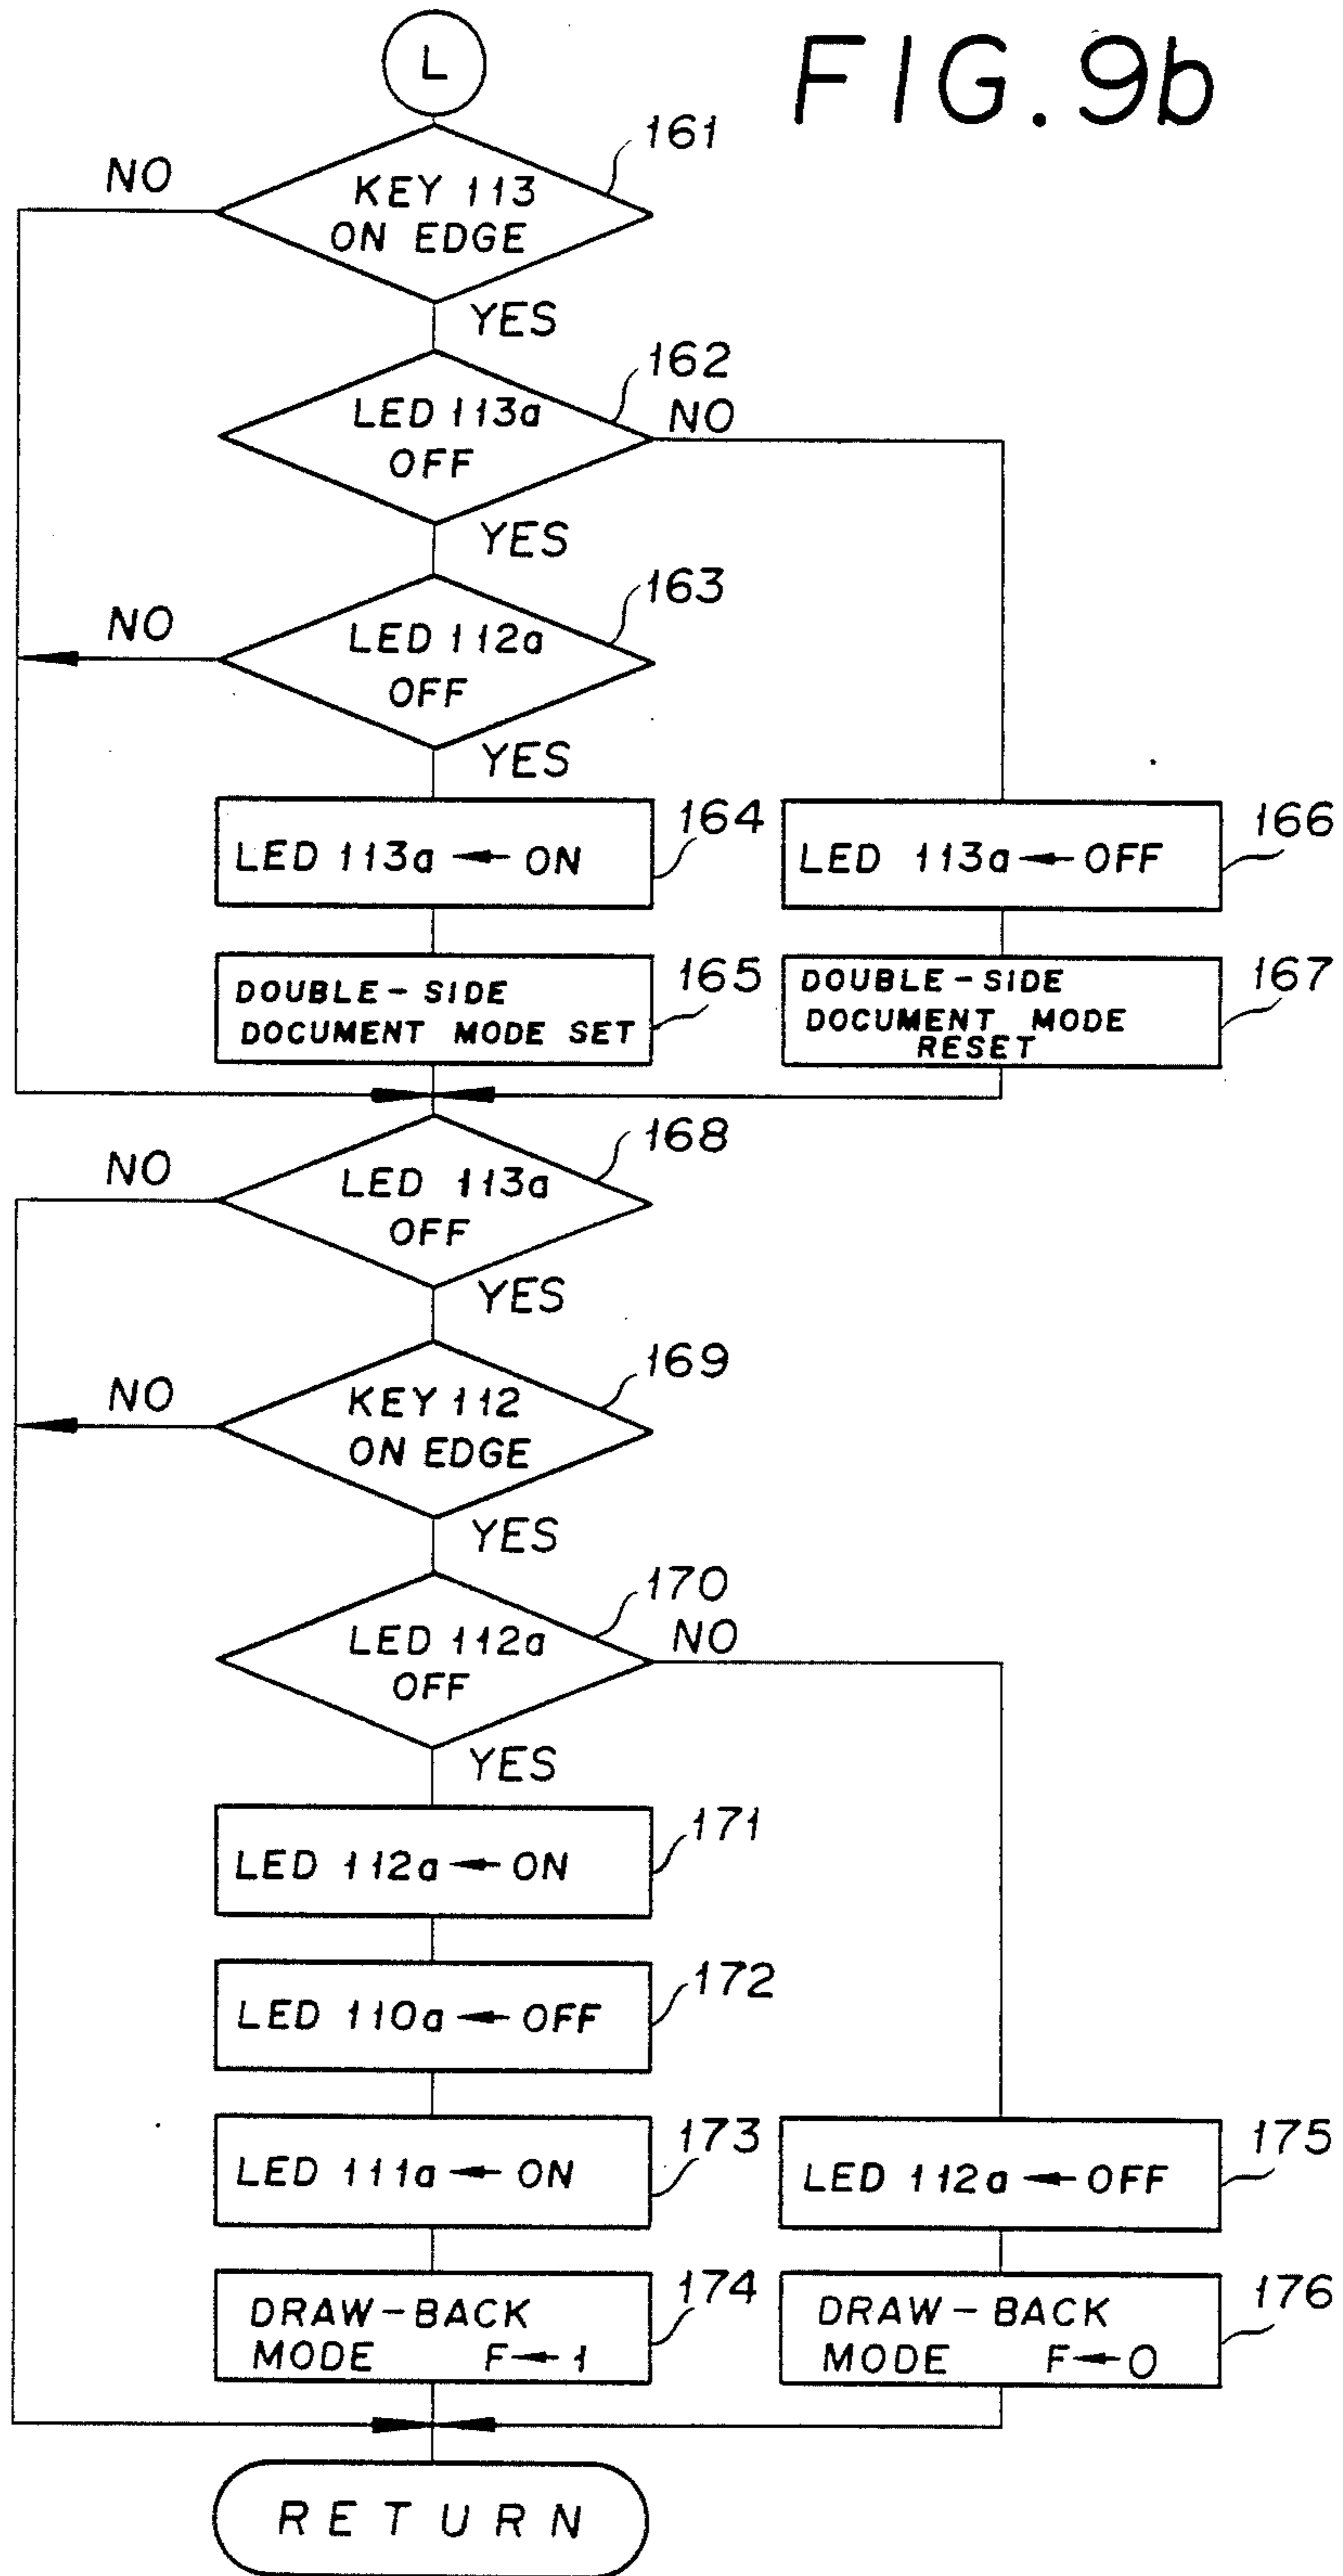 FIG. 9b
L
161
NO
KEY 113
ON EDGE
YES
162
LED 113a
OFF
NO
YES
163
NO
LED 112a
OFF
YES
164
LED 113a ← ON
166
LED 113a ← OFF
165
DOUBLE-SIDE
DOCUMENT MODE SET
167
DOUBLE-SIDE
DOCUMENT MODE
RESET
168
NO
LED 113a
OFF
YES
169
NO
KEY 112
ON EDGE
YES
170
LED 112a
OFF
NO
YES
171
LED 112a ← ON
172
LED 110a ← OFF
173
LED 111a ← ON
175
LED 112a ← OFF
174
DRAW-BACK
MODE F ← 1
176
DRAW-BACK
MODE F ← 0
RETURN